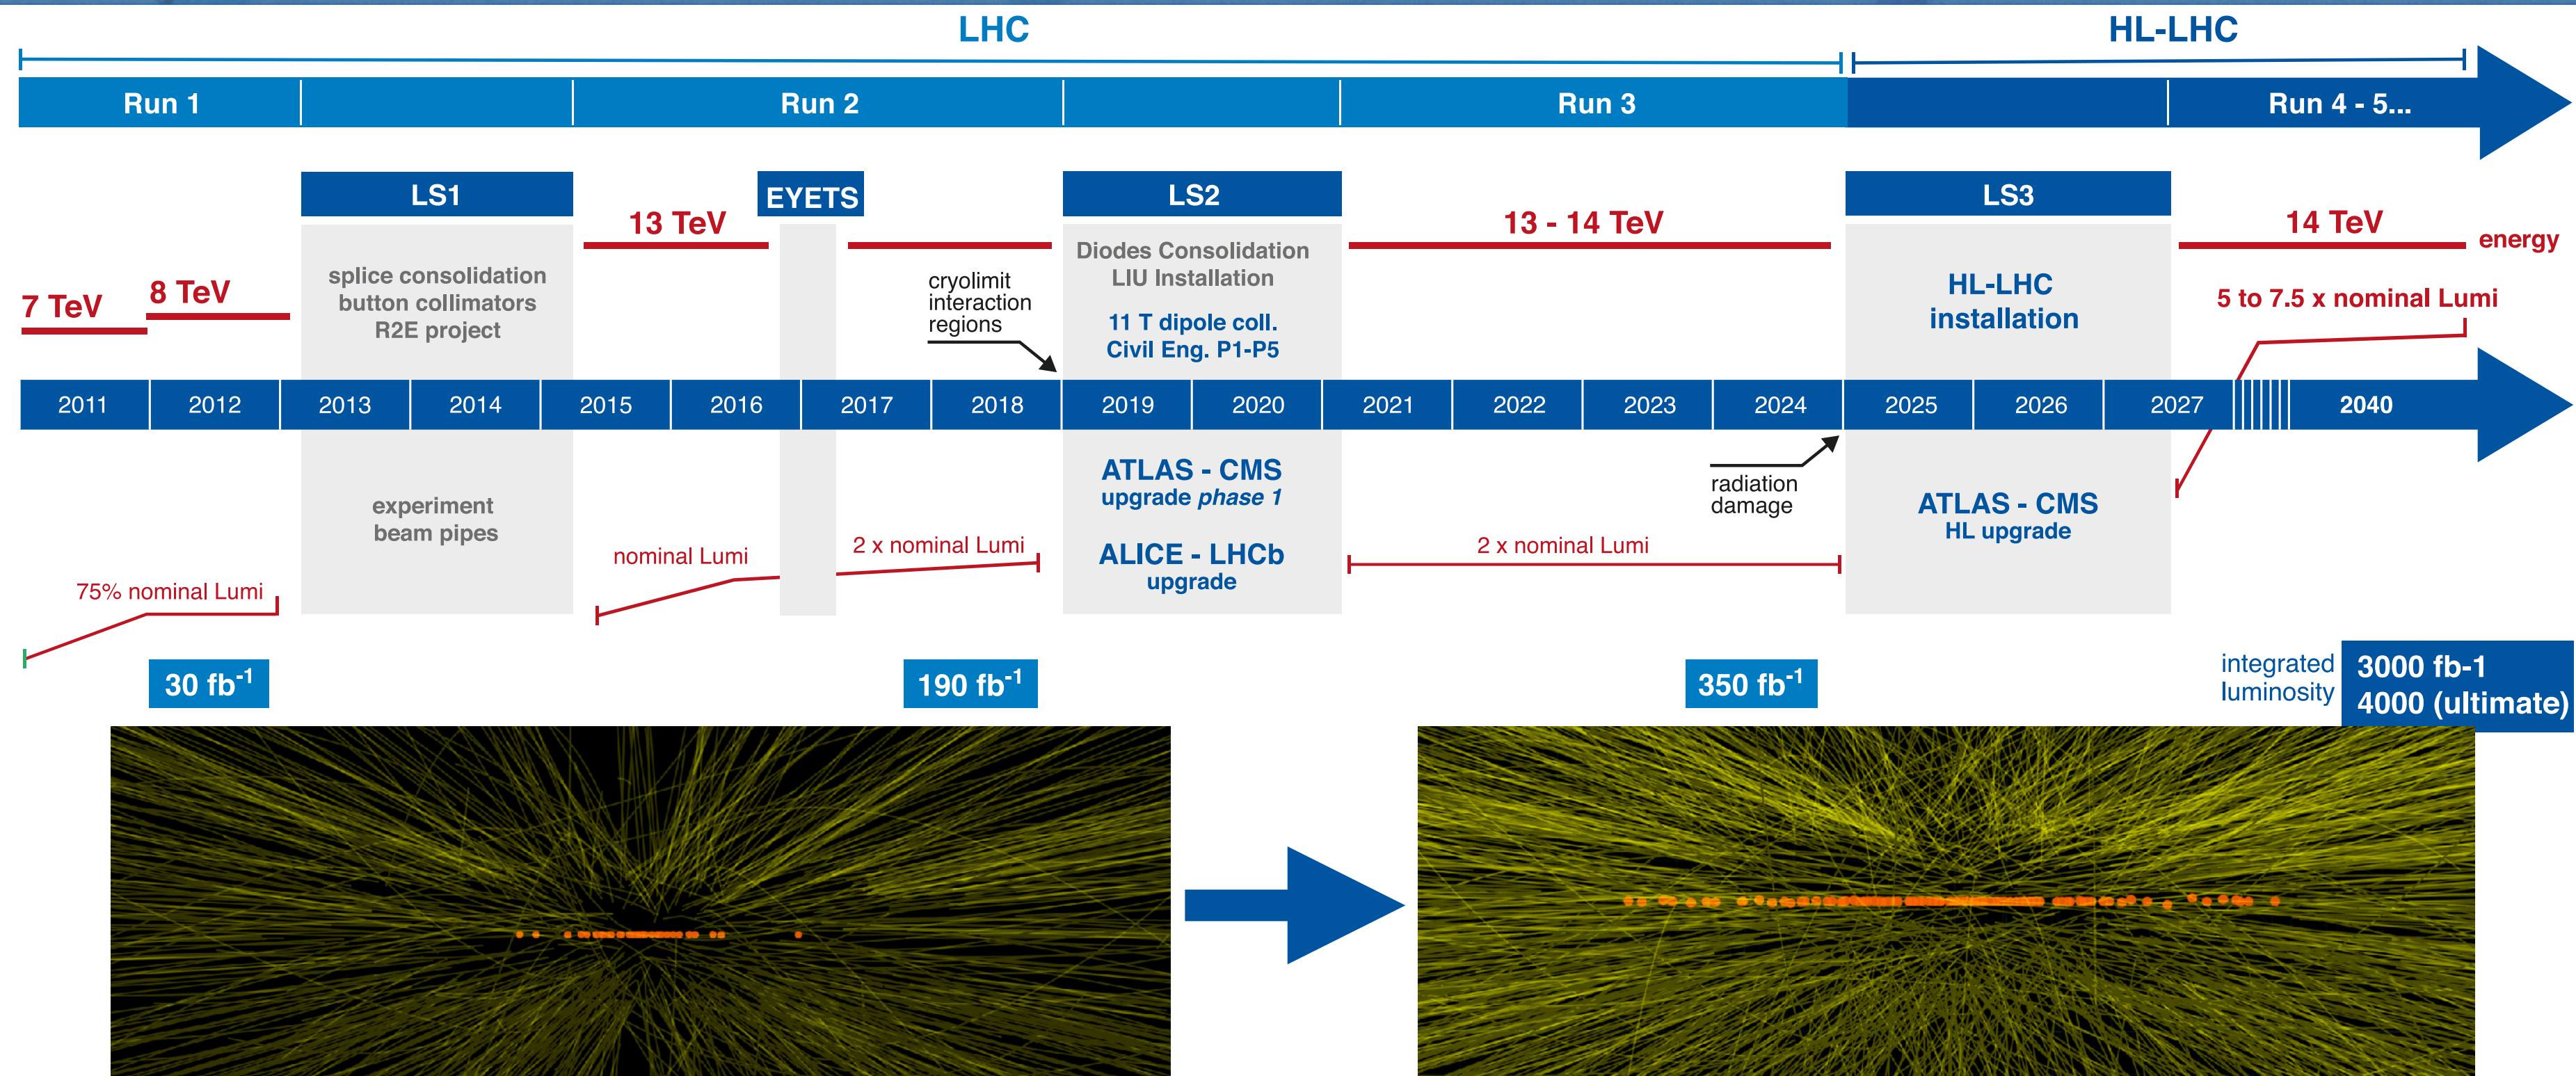 LHC
HL-LHC
Run 1
Run 2
Run 3
Run 4 - 5...
LS1
EYETS
LS2
LS3
13 TeV
13 - 14 TeV
14 TeV
energy
7 TeV
8 TeV
splice consolidation
button collimators
R2E project
cryolimit
interaction
regions
Diodes Consolidation
LIU Installation
11 T dipole coll.
Civil Eng. P1-P5
HL-LHC
installation
5 to 7.5 x nominal Lumi
2011
2012
2013
2014
2015
2016
2017
2018
2019
2020
2021
2022
2023
2024
2025
2026
2027
2040
experiment
beam pipes
ATLAS - CMS
upgrade phase 1
ALICE - LHCb
upgrade
radiation
damage
ATLAS - CMS
HL upgrade
75% nominal Lumi
nominal Lumi
2 x nominal Lumi
2 x nominal Lumi
30 fb-1
190 fb-1
350 fb-1
integrated
luminosity
3000 fb-1
4000 (ultimate)